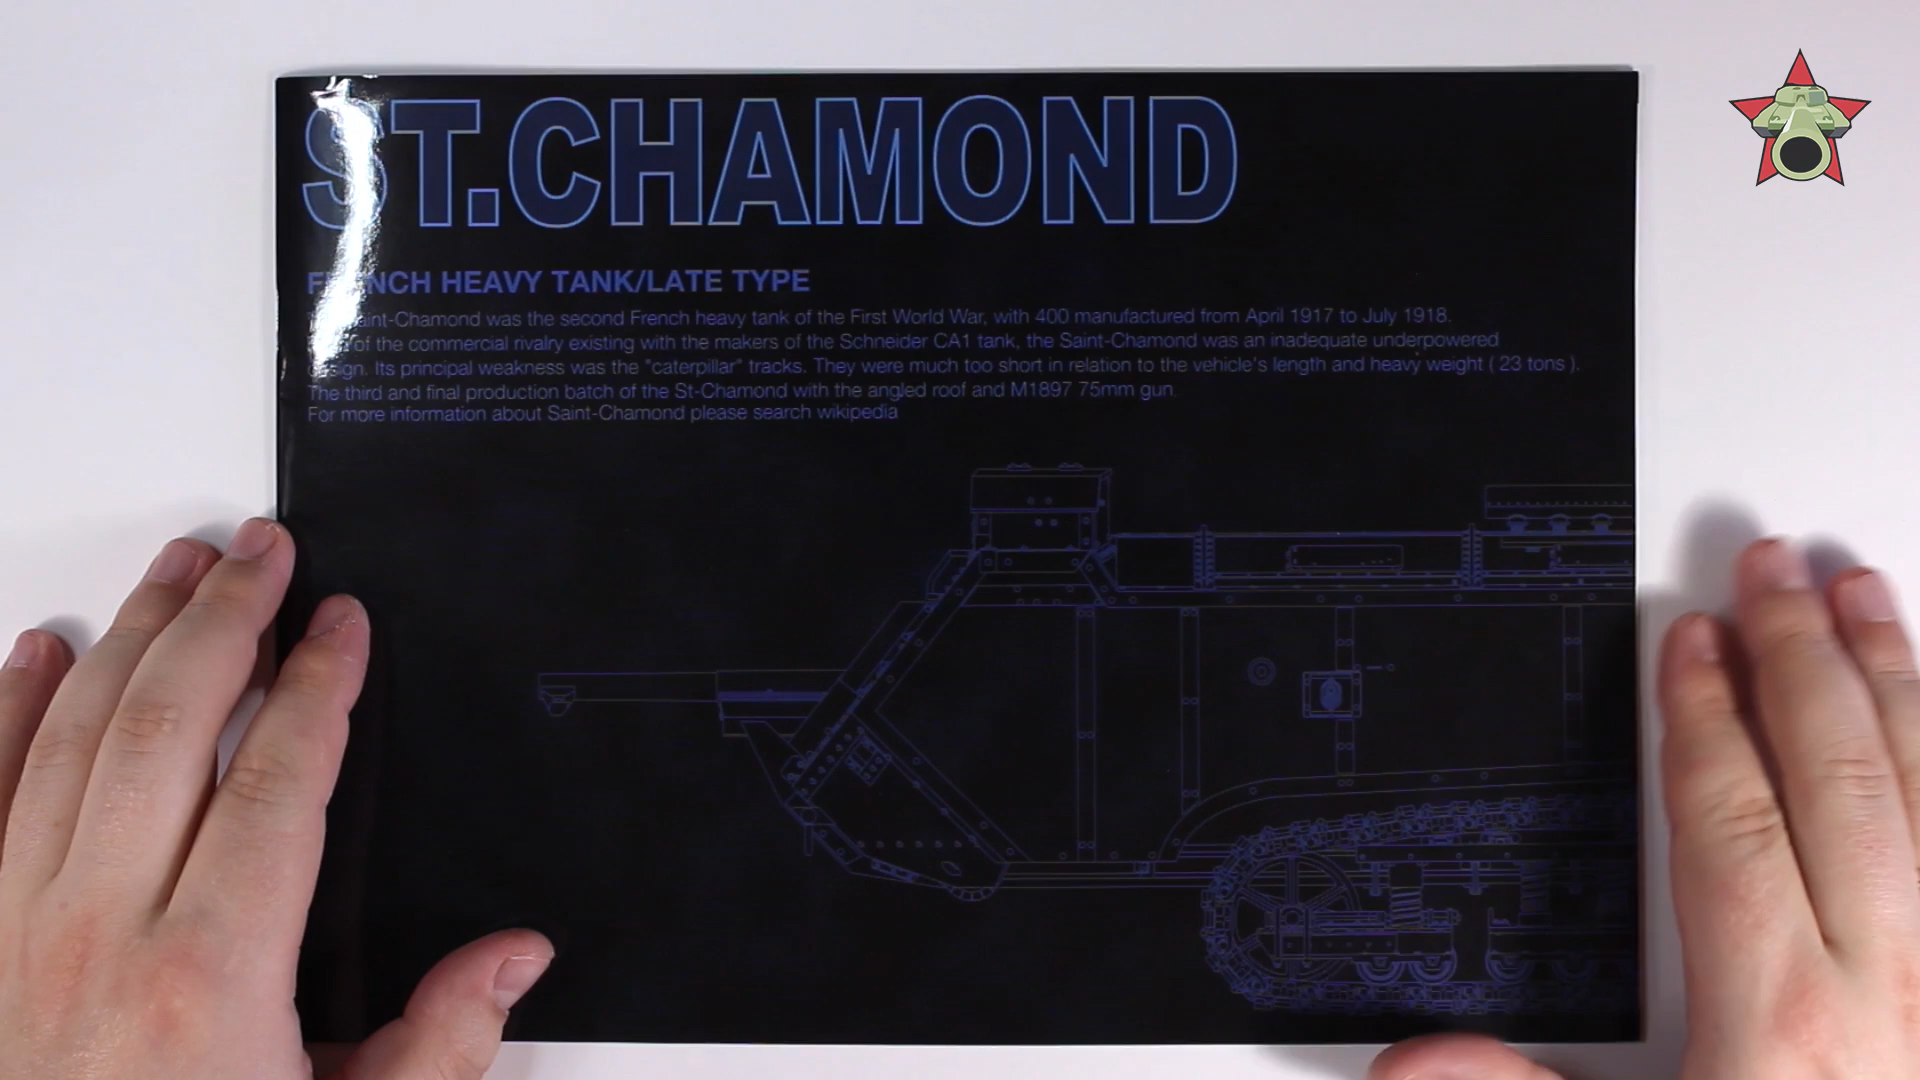 ST.CHAMOND
FRENCH HEAVY TANK/LATE TYPE
Saint-Chamond was the second French heavy tank of the First World War, with 400 manufactured from April 1917 to July 1918.
of the commercial rivalry existing with the makers of the Schneider CA1 tank, the Saint-Chamond was an inadequate underpowered
design. Its principal weakness was the "caterpillar" tracks. They were much too short in relation to the vehicle's length and heavy weight ( 23 tons ).
The third and final production batch of the St-Chamond with the angled roof and M1897 75mm gun.
For more information about Saint-Chamond please search wikipedia